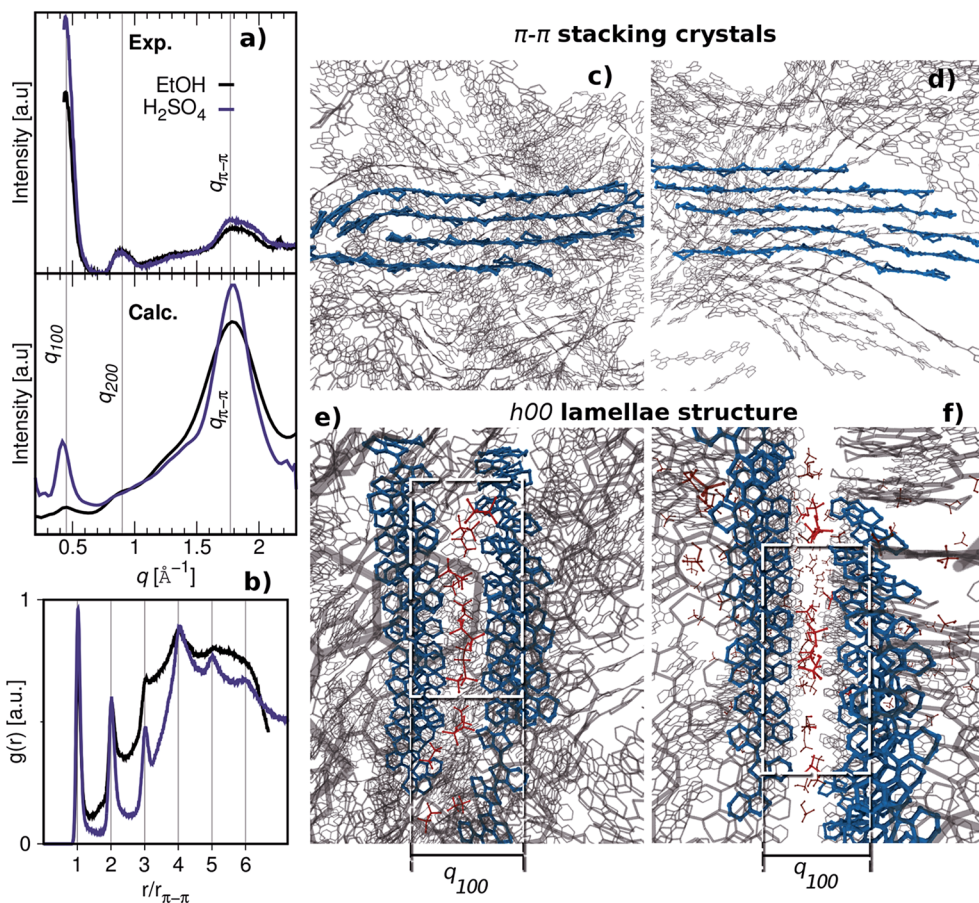 a)
Exp.
EtOH
H₂SO₄
Intensity [a.u]
qπ–π
Calc.
Intensity [a.u]
q100
q200
qπ–π
0.5 1 1.5 2
q [Å⁻¹]
b)
1
0
g(r) [a.u.]
1 2 3 4 5 6
r/rπ–π
π-π stacking crystals
c)
d)
h00 lamellae structure
e)
f)
q100
q100